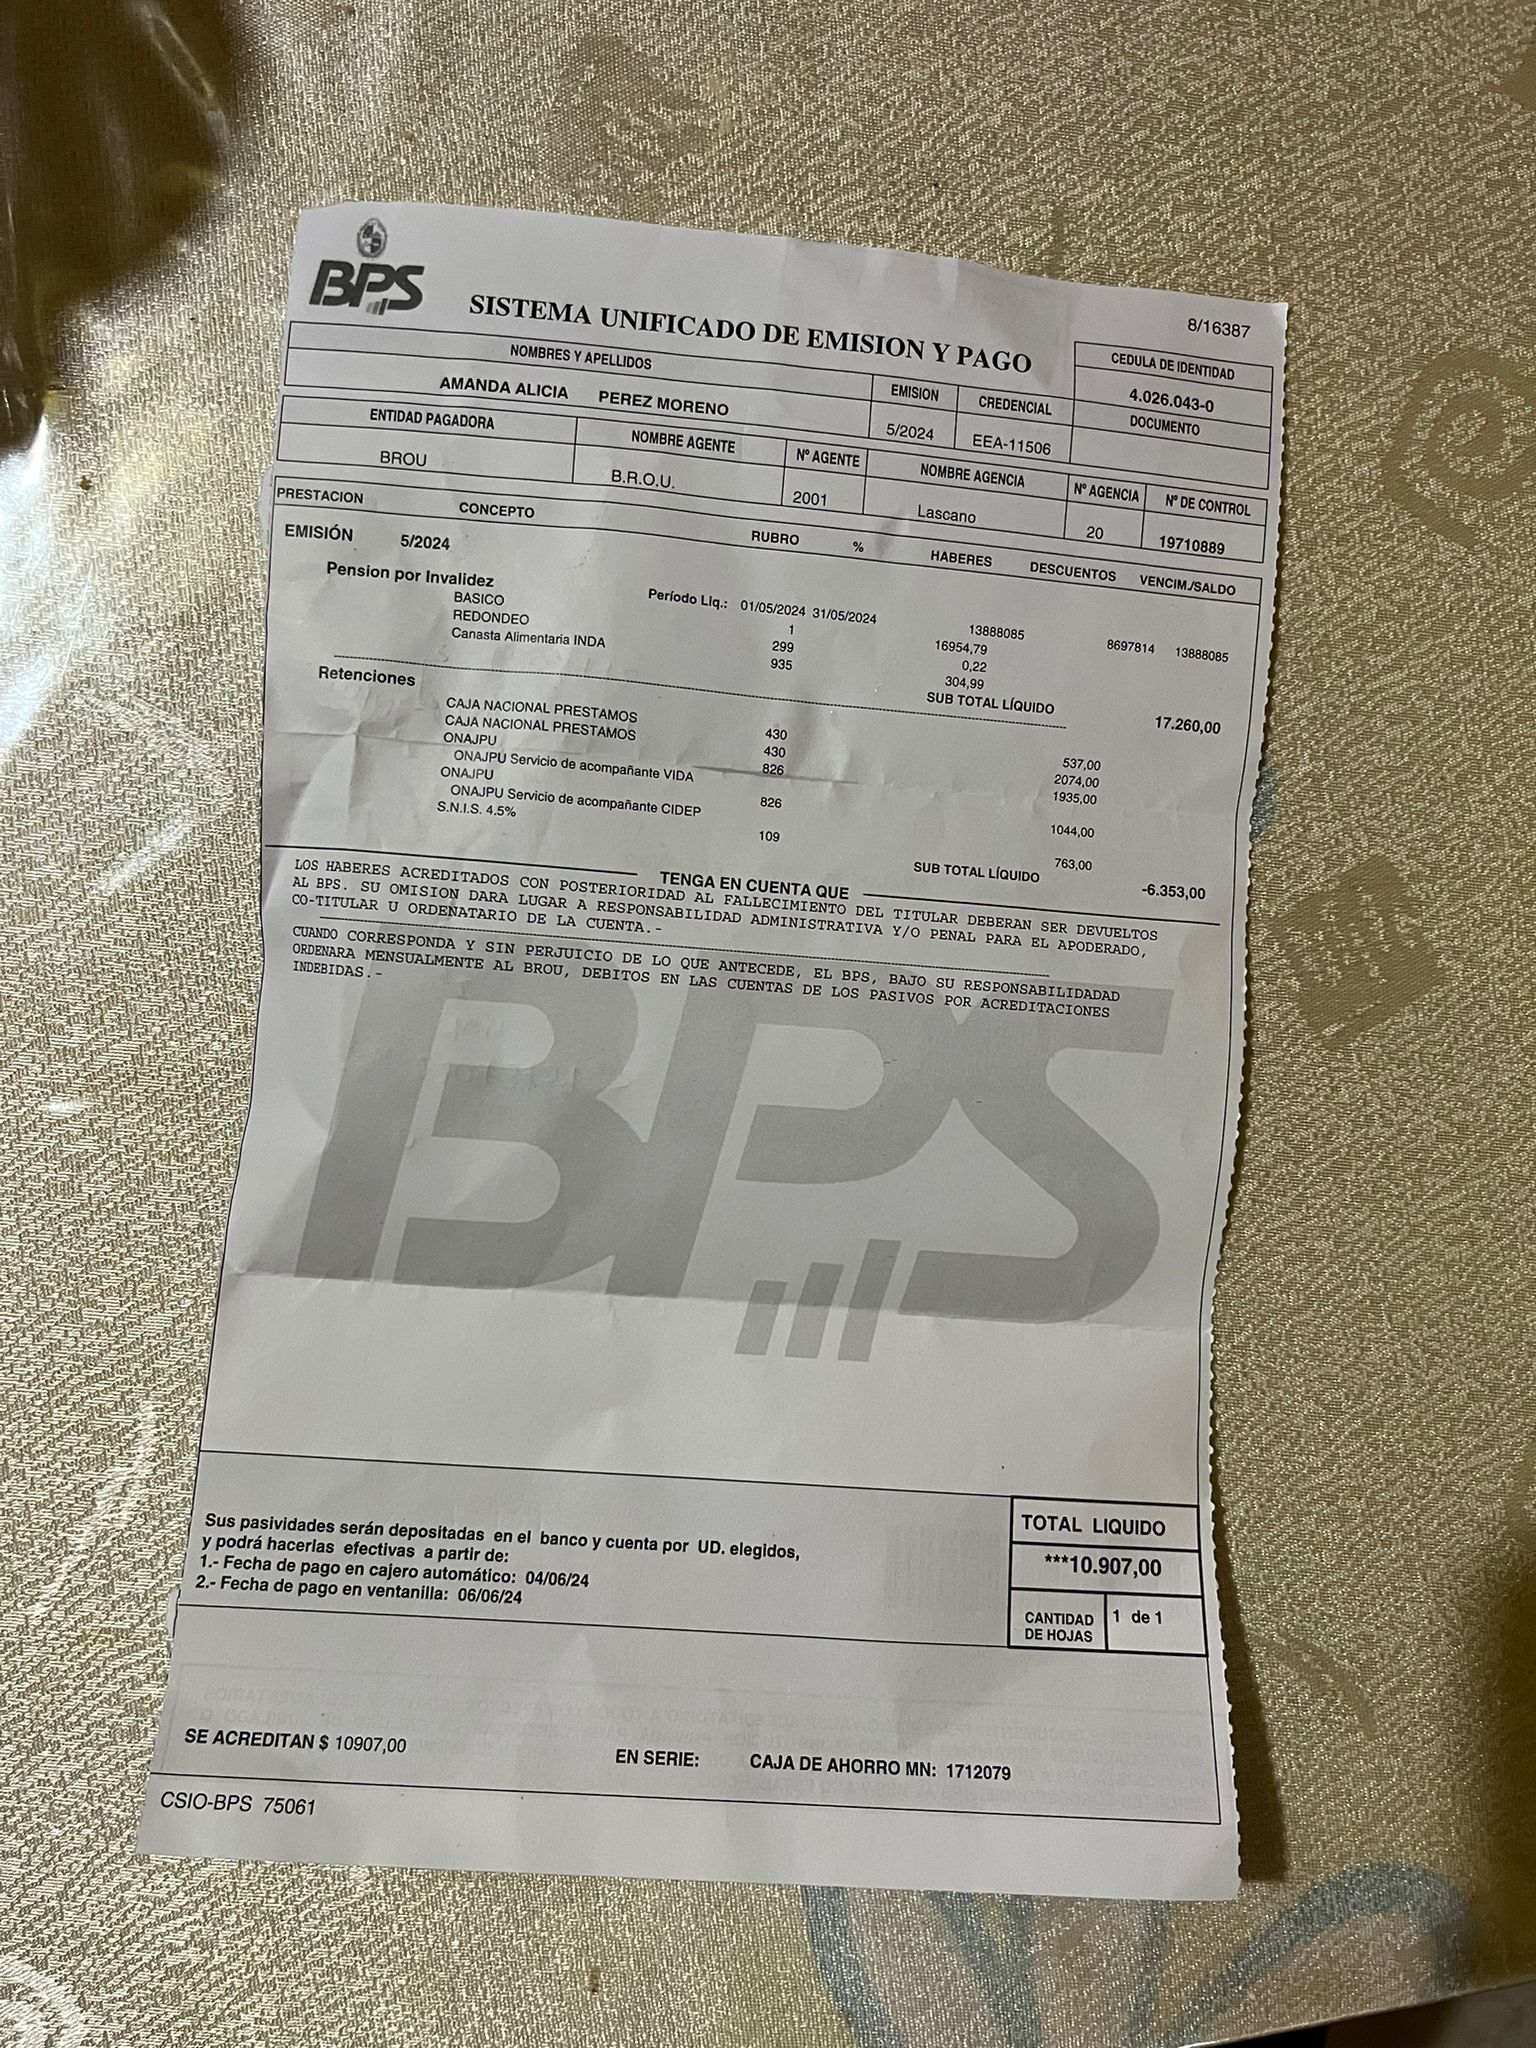 BPS
SISTEMA UNIFICADO DE EMISION Y PAGO
8/16387
NOMBRES Y APELLIDOS
EMISION
CREDENCIAL
CEDULA DE IDENTIDAD
AMANDA ALICIA PEREZ MORENO
5/2024
EEA-11506
4.026.043-0
DOCUMENTO
ENTIDAD PAGADORA
NOMBRE AGENTE
Nº AGENTE
NOMBRE AGENCIA
Nº AGENCIA
Nº DE CONTROL
BROU
B.R.O.U.
2001
Lascano
20
19710889
PRESTACION CONCEPTO RUBRO % HABERES DESCUENTOS VENCIM./SALDO
EMISIÓN 5/2024
Pension por Invalidez Período Liq.: 01/05/2024 31/05/2024 13888085 8697814 13888085
BASICO 1 16954,79
REDONDEO 299 0,22
Canasta Alimentaria INDA 935 304,99
SUB TOTAL LÍQUIDO 17.260,00
Retenciones
CAJA NACIONAL PRESTAMOS 430 537,00
CAJA NACIONAL PRESTAMOS 430 2074,00
ONAJPU 826 1935,00
ONAJPU Servicio de acompañante VIDA
ONAJPU 826 1044,00
ONAJPU Servicio de acompañante CIDEP
S.N.I.S. 4.5% 109 763,00
SUB TOTAL LÍQUIDO -6.353,00
TENGA EN CUENTA QUE
LOS HABERES ACREDITADOS CON POSTERIORIDAD AL FALLECIMIENTO DEL TITULAR DEBERAN SER DEVUELTOS
AL BPS. SU OMISION DARA LUGAR A RESPONSABILIDAD ADMINISTRATIVA Y/O PENAL PARA EL APODERADO,
CO-TITULAR U ORDENATARIO DE LA CUENTA.-
CUANDO CORRESPONDA Y SIN PERJUICIO DE LO QUE ANTECEDE, EL BPS, BAJO SU RESPONSABILIDADAD
ORDENARA MENSUALMENTE AL BROU, DEBITOS EN LAS CUENTAS DE LOS PASIVOS POR ACREDITACIONES
INDEBIDAS.-
BPS
Sus pasividades serán depositadas en el banco y cuenta por UD. elegidos,
y podrá hacerlas efectivas a partir de:
1.- Fecha de pago en cajero automático: 04/06/24
2.- Fecha de pago en ventanilla: 06/06/24
TOTAL LIQUIDO
***10.907,00
CANTIDAD
DE HOJAS
1 de 1
SE ACREDITAN $ 10907,00 EN SERIE: CAJA DE AHORRO MN: 1712079
CSIO-BPS 75061